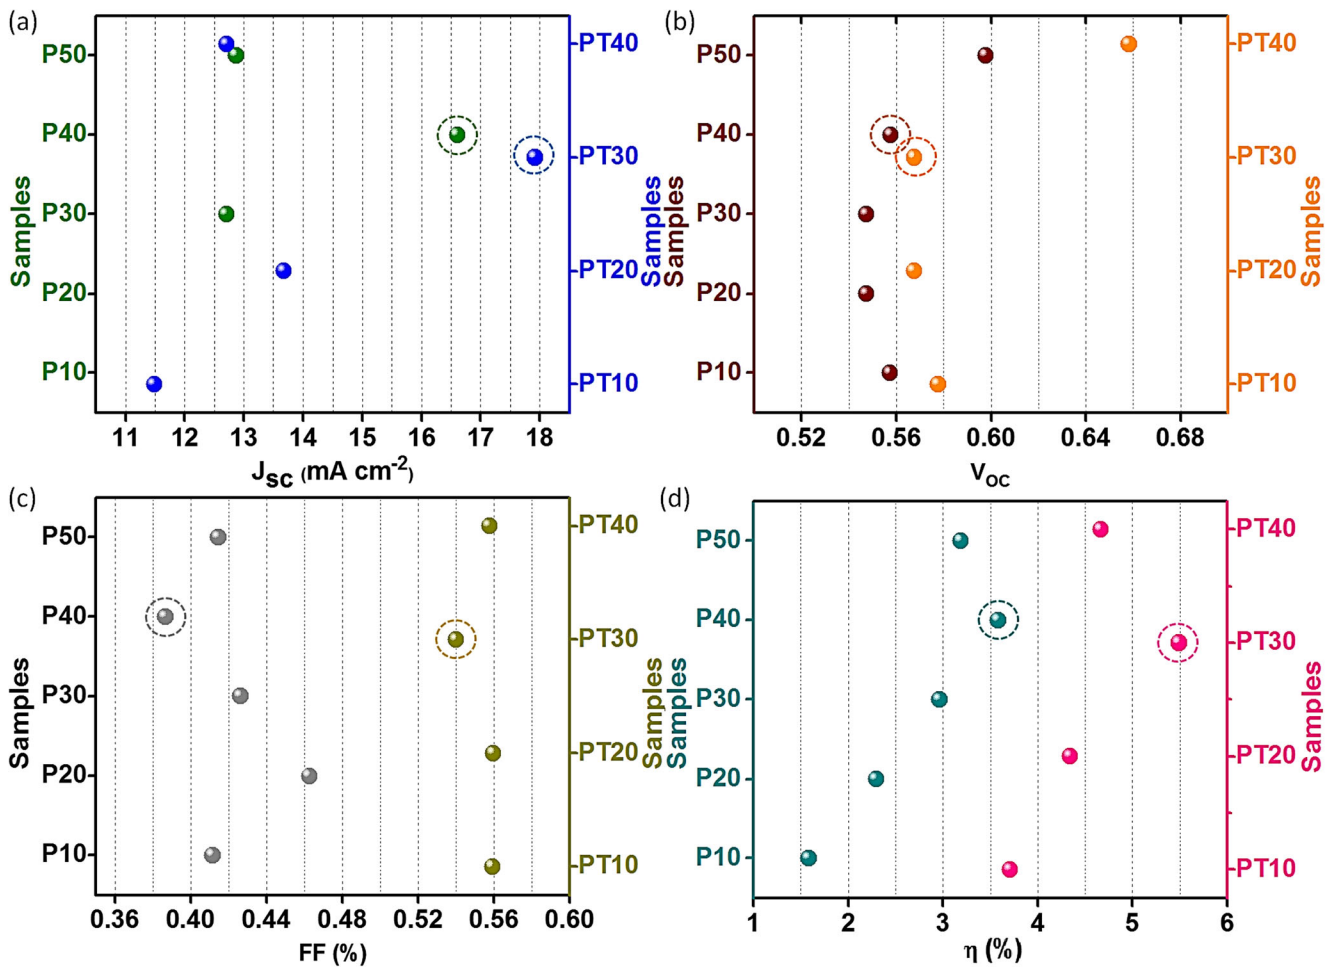 (a)
Samples
P50
P40
P30
P20
P10
PT40
PT30
PT20
PT10
Samples
11 12 13 14 15 16 17 18
Jsc (mA cm-2)
(b)
Samples
P50
P40
P30
P20
P10
PT40
PT30
PT20
PT10
Samples
0.52 0.56 0.60 0.64 0.68
VOC
(c)
Samples
P50
P40
P30
P20
P10
PT40
PT30
PT20
PT10
Samples
0.36 0.40 0.44 0.48 0.52 0.56 0.60
FF (%)
(d)
Samples
P50
P40
P30
P20
P10
PT40
PT30
PT20
PT10
Samples
1 2 3 4 5 6
η (%)